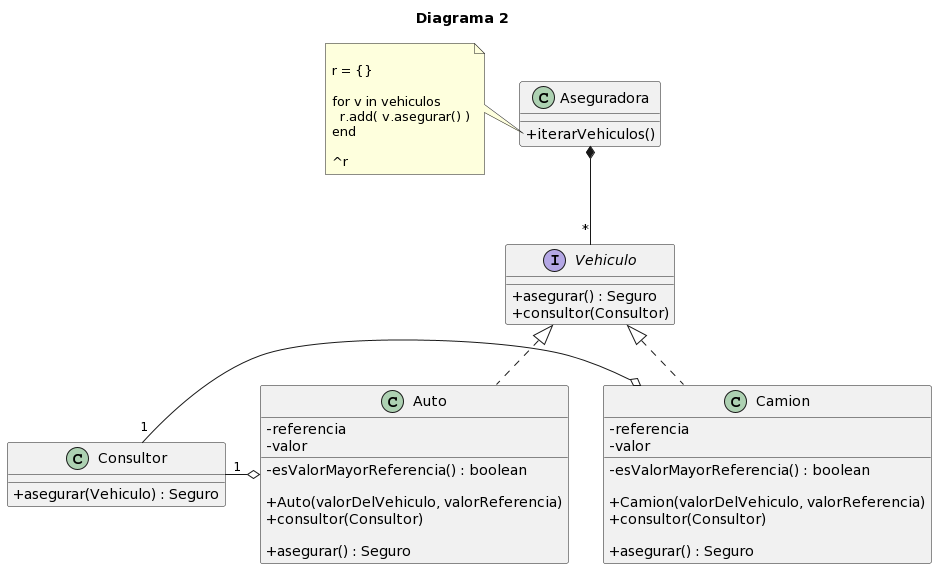 Diagrama 2
r = {}
for v in vehiculos
r.add( v.asegurar() )
end
^r
C Aseguradora
+iterarVehiculos()
*
I Vehiculo
+asegurar() : Seguro
+consultor(Consultor)
1
C Consultor
+asegurar(Vehiculo) : Seguro
1
C Auto
-referencia
-valor
-esValorMayorReferencia() : boolean
+Auto(valorDelVehiculo, valorReferencia)
+consultor(Consultor)
+asegurar() : Seguro
C Camion
-referencia
-valor
-esValorMayorReferencia() : boolean
+Camion(valorDelVehiculo, valorReferencia)
+consultor(Consultor)
+asegurar() : Seguro